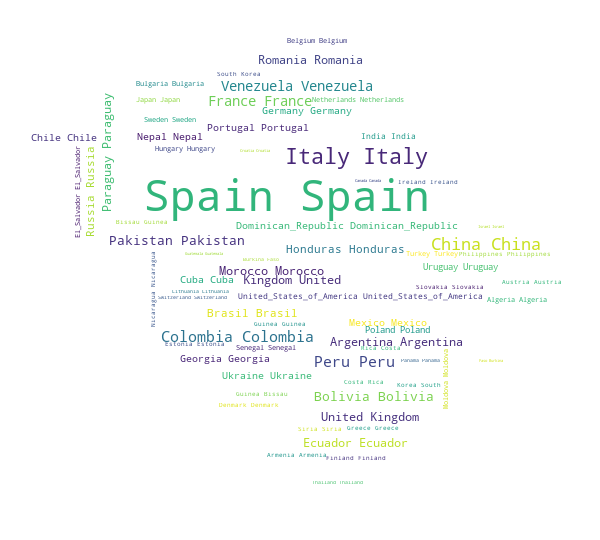 Belgium Belgium
Romania Romania
South Korea
Bulgaria Bulgaria
Venezuela Venezuela
Japan Japan
France France
Netherlands Netherlands
Germany Germany
Sweden Sweden
Portugal Portugal
Chile Chile
Nepal Nepal
India India
Paraguay Paraguay
Hungary Hungary
Italy Italy
El_Salvador El_Salvador
Russia Russia
Canada Canada
Ireland Ireland
Spain Spain
Bissau Guinea
Dominican_Republic Dominican_Republic
Israel Israel
Pakistan Pakistan
Honduras Honduras
China China
Turkey Turkey
Philippines Philippines
Nicaragua Nicaragua
Morocco Morocco
Uruguay Uruguay
Cuba Cuba
Kingdom United
Austria Austria
Slovakia Slovakia
Lithuania Lithuania
Switzerland Switzerland
United_States_of_America United_States_of_America
Algeria Algeria
Brasil Brasil
Guinea Guinea
Mexico Mexico
Poland Poland
Colombia Colombia
Argentina Argentina
Estonia Estonia
Senegal Senegal
Rica Costa
Georgia Georgia
Peru Peru
Panama Panama
Moldova Moldova
Ukraine Ukraine
Costa Rica
Korea South
Guinea Bissau
Bolivia Bolivia
Denmark Denmark
United Kingdom
Siria Siria
Greece Greece
Ecuador Ecuador
Armenia Armenia
Finland Finland
Thailand Thailand